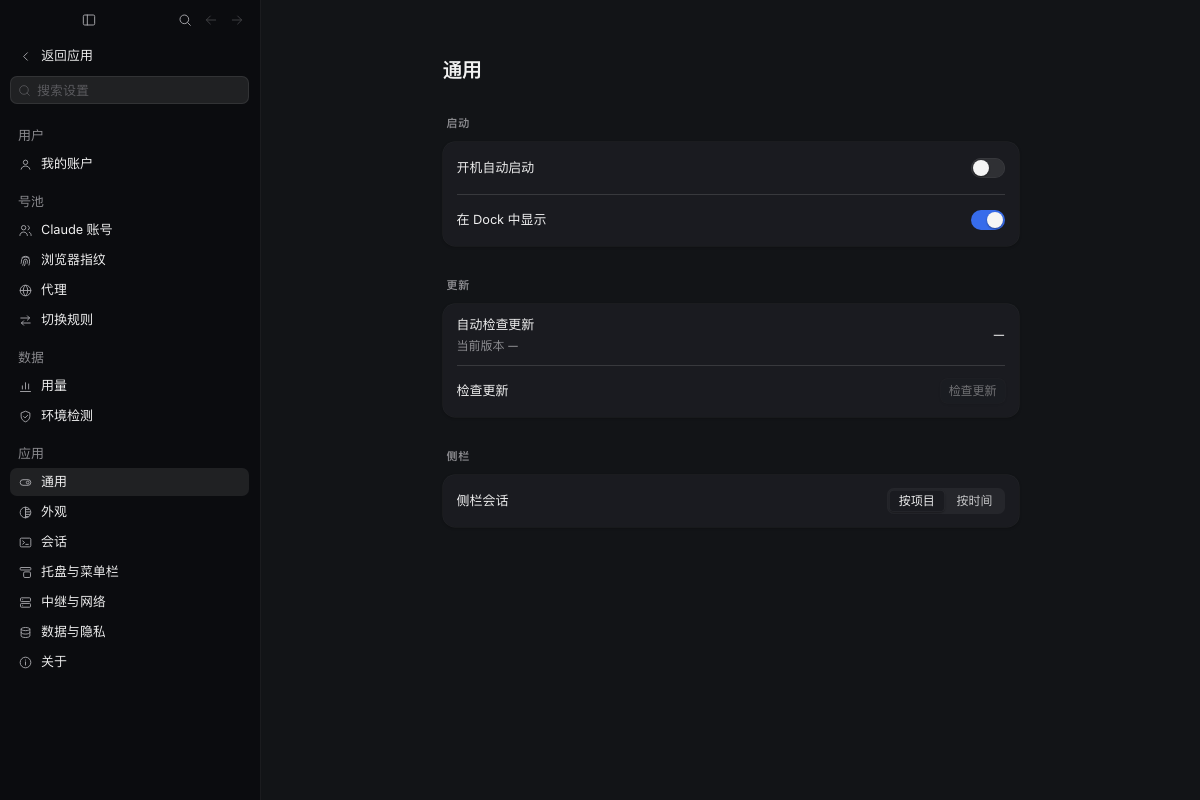 返回应用
搜索设置
用户
我的账户
号池
Claude 账号
浏览器指纹
代理
切换规则
数据
用量
环境检测
应用
通用
外观
会话
托盘与菜单栏
中继与网络
数据与隐私
关于
通用
启动
开机自动启动
在 Dock 中显示
更新
自动检查更新
当前版本 —
—
检查更新
检查更新
侧栏
侧栏会话
按项目
按时间